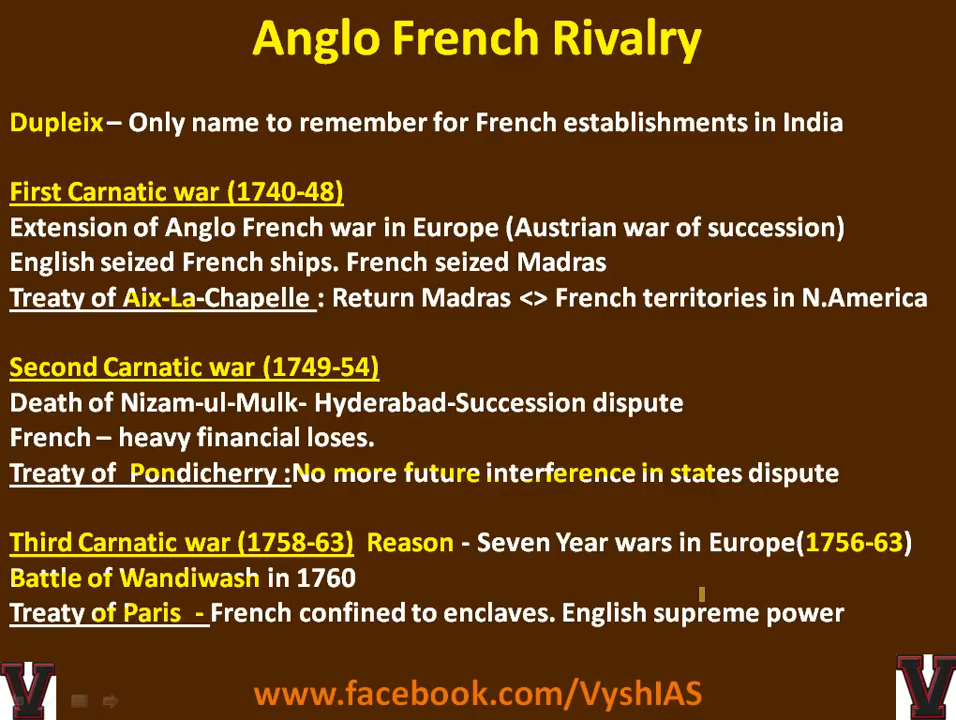 Anglo French Rivalry
Dupleix – Only name to remember for French establishments in India
First Carnatic war (1740-48)
Extension of Anglo French war in Europe (Austrian war of succession)
English seized French ships. French seized Madras
Treaty of Aix-La-Chapelle : Return Madras <> French territories in N.America
Second Carnatic war (1749-54)
Death of Nizam-ul-Mulk- Hyderabad-Succession dispute
French – heavy financial loses.
Treaty of Pondicherry :No more future interference in states dispute
Third Carnatic war (1758-63) Reason - Seven Year wars in Europe(1756-63)
Battle of Wandiwash in 1760
Treaty of Paris - French confined to enclaves. English supreme power
V www.facebook.com/VyshIAS V